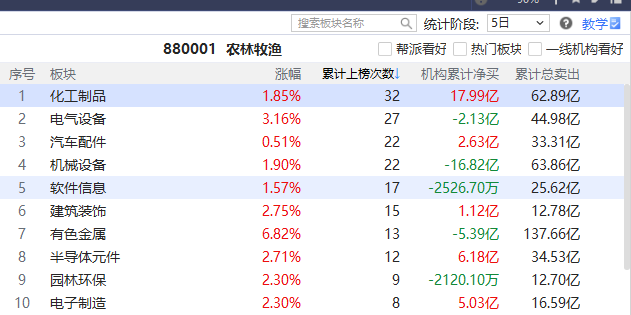 搜索板块名称 统计阶段: 5日 ? 教学
880001 农林牧渔
帮派看好 热门板块 一线机构看好
序号 板块 涨幅 累计上榜次数↓ 机构累计净买 累计总卖出
1 化工制品 1.85% 32 17.99亿 62.89亿
2 电气设备 3.16% 27 -2.13亿 44.98亿
3 汽车配件 0.51% 22 2.63亿 33.31亿
4 机械设备 1.90% 22 -16.82亿 63.86亿
5 软件信息 1.57% 17 -2526.70万 25.62亿
6 建筑装饰 2.75% 15 1.12亿 12.78亿
7 有色金属 6.82% 13 -5.39亿 137.66亿
8 半导体元件 2.71% 12 6.18亿 34.53亿
9 园林环保 2.30% 9 -2120.10万 12.70亿
10 电子制造 2.30% 8 5.03亿 16.59亿